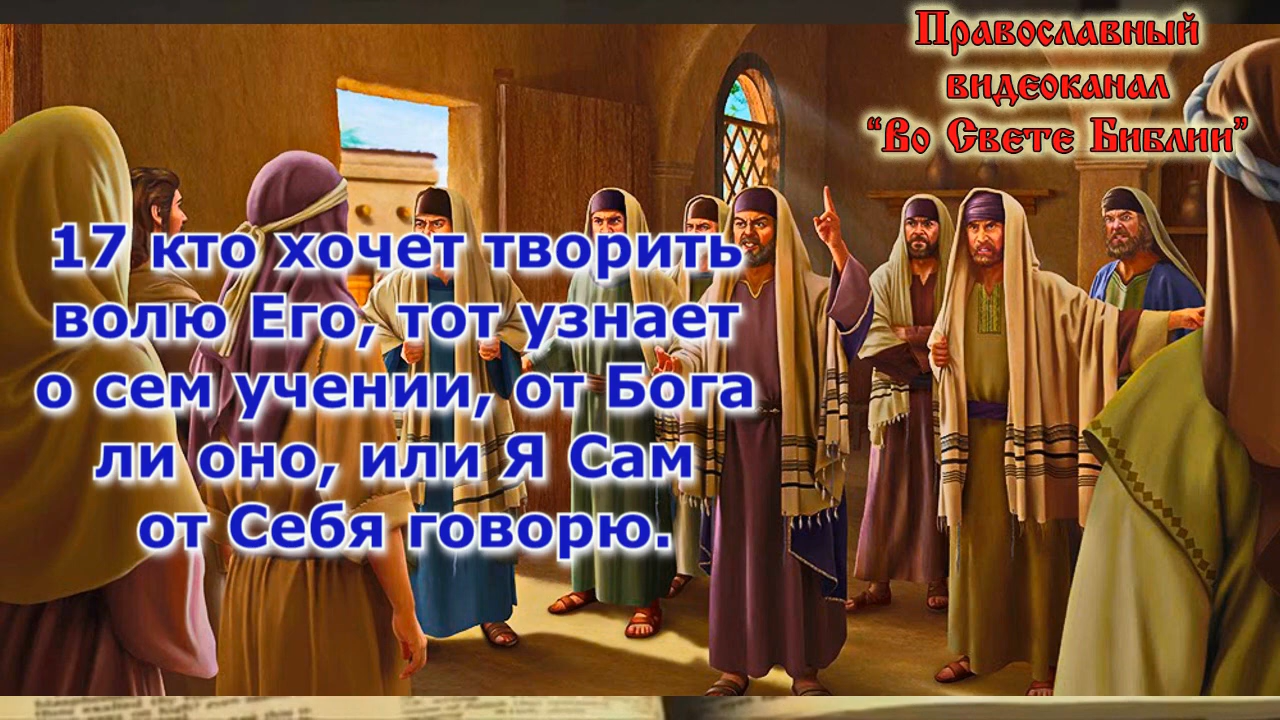 Православный
видеоканал
“Во Свете Библии”
17 кто хочет творить
волю Его, тот узнает
о сем учении, от Бога
ли оно, или Я Сам
от Себя говорю.